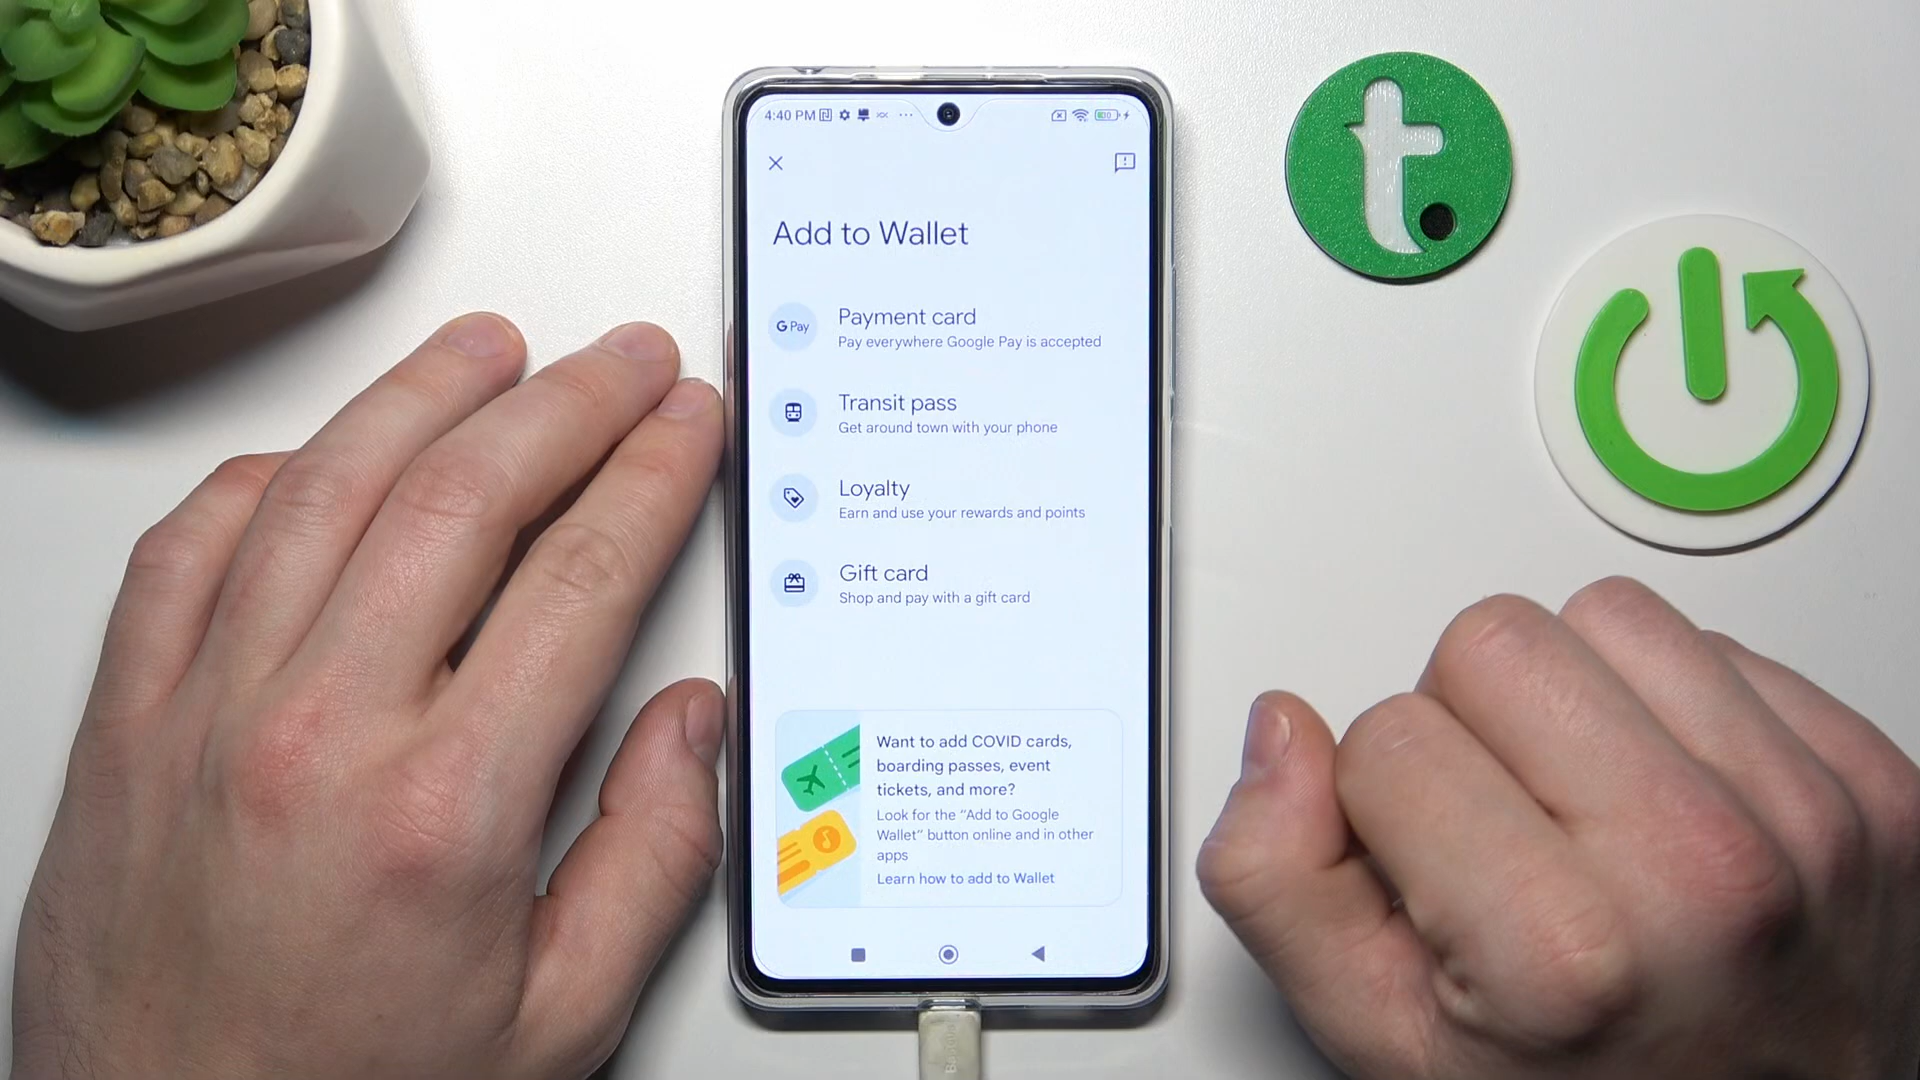 4:40 PM
Add to Wallet
G Pay
Payment card
Pay everywhere Google Pay is accepted
Transit pass
Get around town with your phone
Loyalty
Earn and use your rewards and points
Gift card
Shop and pay with a gift card
Want to add COVID cards,
boarding passes, event
tickets, and more?
Look for the “Add to Google
Wallet” button online and in other
apps
Learn how to add to Wallet
t.
Baseus